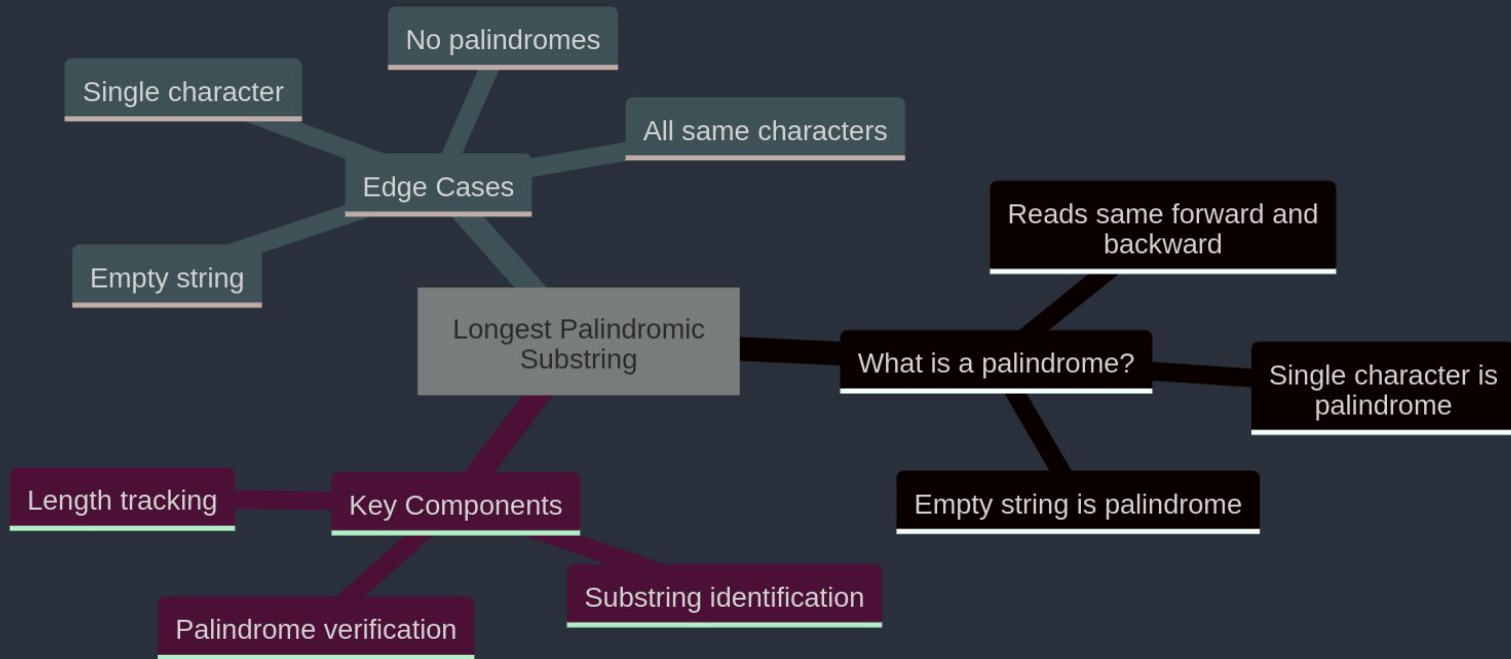 No palindromes
Single character
All same characters
Edge Cases
Empty string
Longest Palindromic
Substring
Reads same forward and
backward
What is a palindrome?
Single character is
palindrome
Empty string is palindrome
Length tracking
Key Components
Substring identification
Palindrome verification